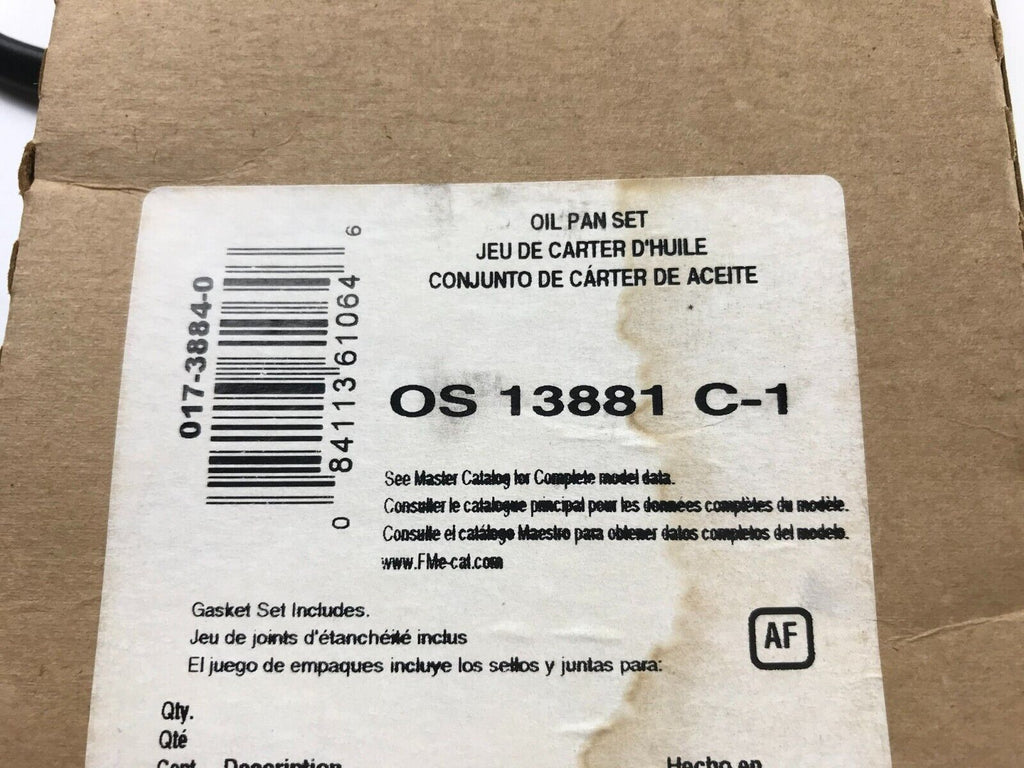 OIL PAN SET
JEU DE CARTER D'HUILE
CONJUNTO DE CÁRTER DE ACEITE
017-3884-0
0 84113 61064 6
OS 13881 C-1
See Master Catalog for Complete model data.
Consulter le catalogue principal pour les donnees complètes du modèle.
Consulte el catálogo Maestro para obtener datos completos del modelo.
www.FMe-cat.com
Gasket Set Includes.
Jeu de joints d'étanchéité inclus
El juego de empaques incluye los sellos y juntas para:
AF
Qty.
Qté
Cant Description Hecho en